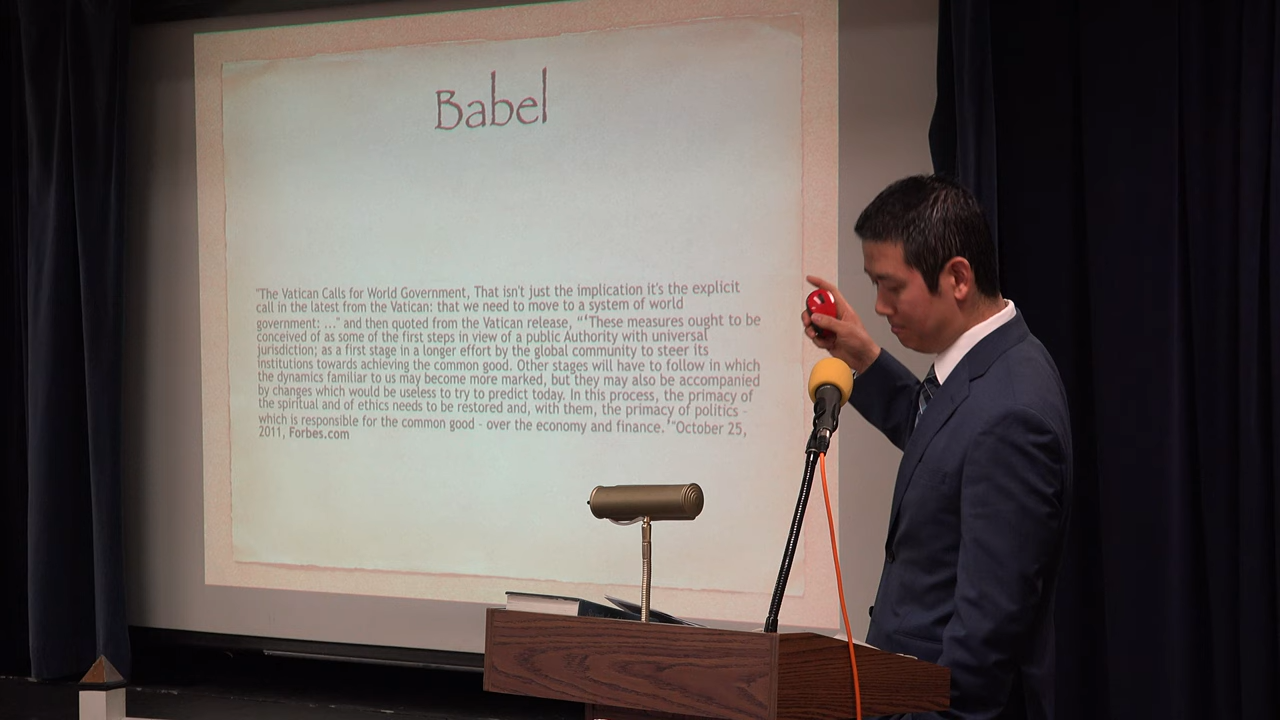 Babel
"The Vatican Calls for World Government, That isn't just the implication it's the explicit
call in the latest from the Vatican: that we need to move to a system of world
government: ..." and then quoted from the Vatican release, “‘These measures ought to be
conceived of as some of the first steps in view of a public Authority with universal
jurisdiction; as a first stage in a longer effort by the global community to steer its
institutions towards achieving the common good. Other stages will have to follow in which
the dynamics familiar to us may become more marked, but they may also be accompanied
by changes which would be useless to try to predict today. In this process, the primacy of
the spiritual and of ethics needs to be restored and, with them, the primacy of politics -
which is responsible for the common good - over the economy and finance.'"October 25,
2011, Forbes.com